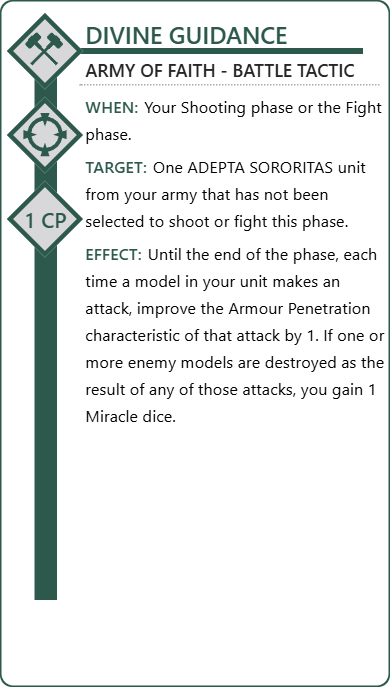 DIVINE GUIDANCE
ARMY OF FAITH - BATTLE TACTIC
WHEN: Your Shooting phase or the Fight
phase.
TARGET: One ADEPTA SORORITAS unit
from your army that has not been
1 CP
selected to shoot or fight this phase.
EFFECT: Until the end of the phase, each
time a model in your unit makes an
attack, improve the Armour Penetration
characteristic of that attack by 1. If one or
more enemy models are destroyed as the
result of any of those attacks, you gain 1
Miracle dice.